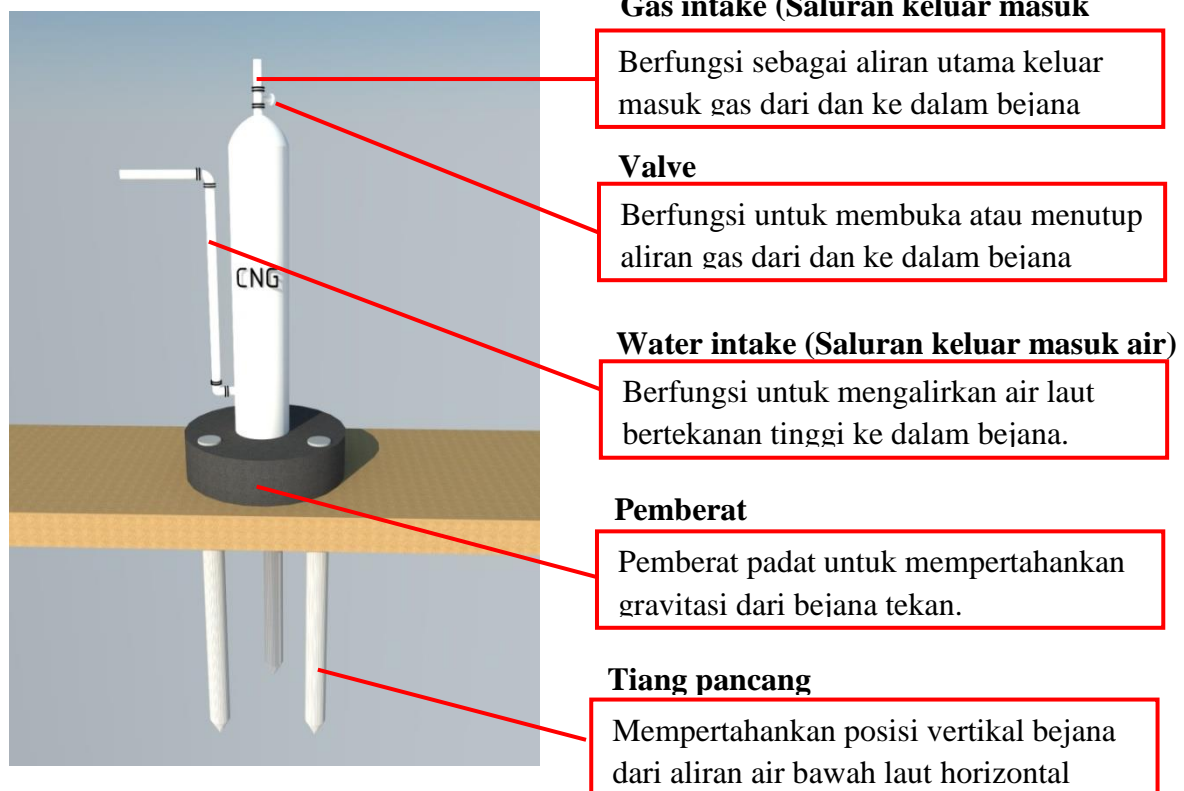 Gas intake (Saluran keluar masuk
Berfungsi sebagai aliran utama keluar
masuk gas dari dan ke dalam bejana
Valve
Berfungsi untuk membuka atau menutup
aliran gas dari dan ke dalam bejana
CNG
Water intake (Saluran keluar masuk air)
Berfungsi untuk mengalirkan air laut
bertekanan tinggi ke dalam bejana.
Pemberat
Pemberat padat untuk mempertahankan
gravitasi dari bejana tekan.
Tiang pancang
Mempertahankan posisi vertikal bejana
dari aliran air bawah laut horizontal